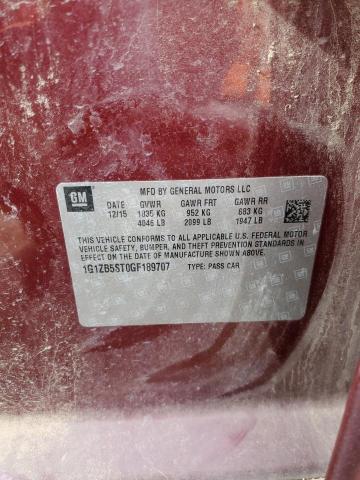 GM
MFD BY GENERAL MOTORS LLC
DATE GVWR GAWR FRT GAWR RR
12/15 1835 KG 952 KG 883 KG
4046 LB 2099 LB 1947 LB
THIS VEHICLE CONFORMS TO ALL APPLICABLE U.S. FEDERAL MOTOR
VEHICLE SAFETY, BUMPER, AND THEFT PREVENTION STANDARDS IN
EFFECT ON THE DATE OF MANUFACTURE SHOWN ABOVE.
1G1ZB5ST0GF189707 TYPE: PASS CAR